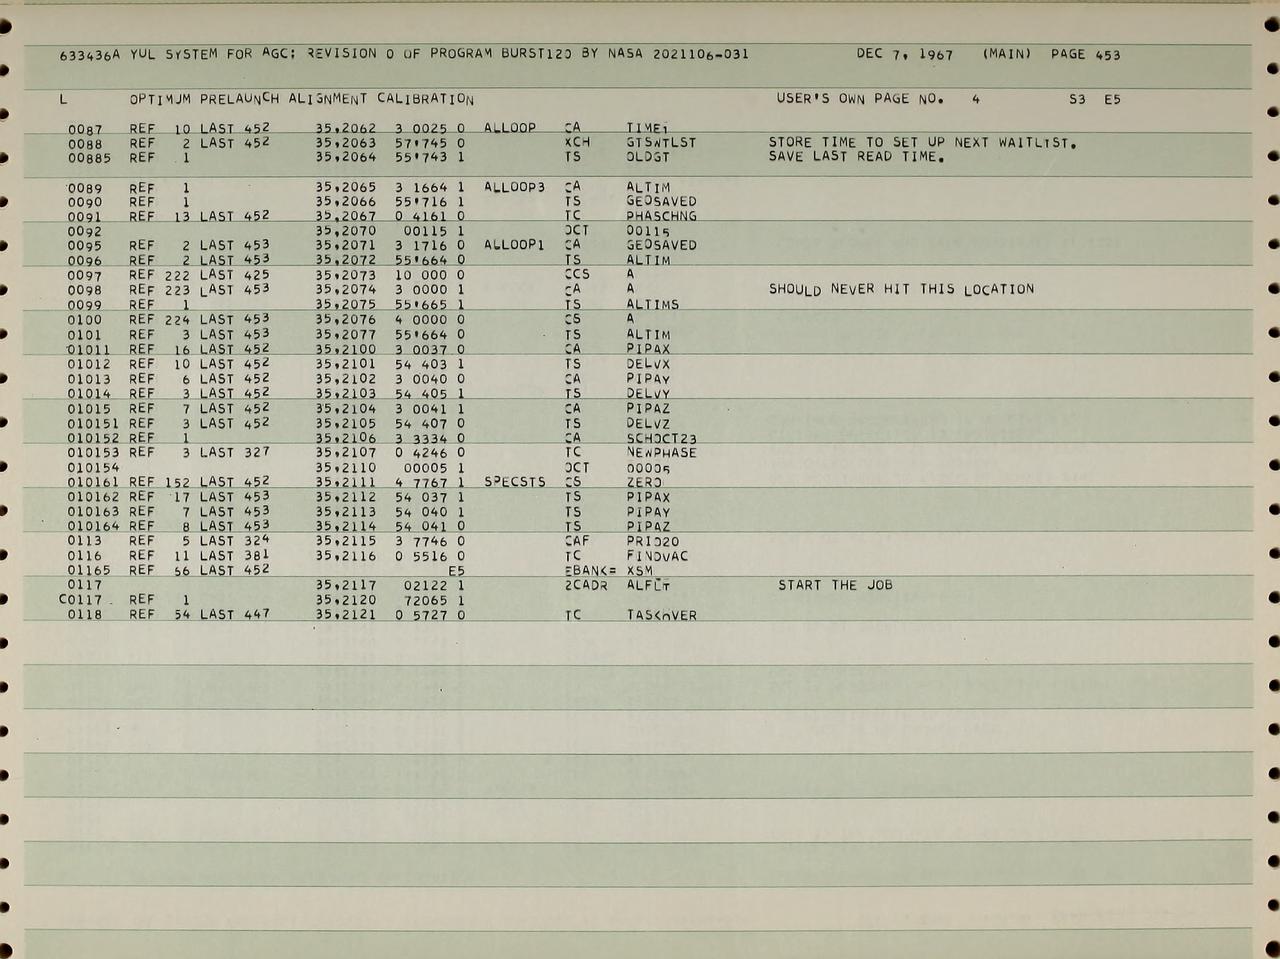 633436A YUL SYSTEM FOR AGC: REVISION 0 OF PROGRAM BURST120 BY NASA 2021106-031 DEC 7, 1967 (MAIN) PAGE 453
L OPTIMUM PRELAUNCH ALIGNMENT CALIBRATION USER'S OWN PAGE NO. 4 S3 E5
0087 REF 10 LAST 452 35,2062 3 0025 0 ALLOOP CA TIME1
0088 REF 2 LAST 452 35,2063 57'745 0 XCH GTSWTLST STORE TIME TO SET UP NEXT WAITLIST.
00885 REF 1 35,2064 55'743 1 TS OLDGT SAVE LAST READ TIME.
0089 REF 1 35,2065 3 1664 1 ALLOOP3 CA ALTIM
0090 REF 1 35,2066 55'716 1 TS GEOSAVED
0091 REF 13 LAST 452 35,2067 0 4161 0 TC PHASCHNG
0092 35,2070 00115 1 OCT 00115
0095 REF 2 LAST 453 35,2071 3 1716 0 ALLOOP1 CA GEOSAVED
0096 REF 2 LAST 453 35,2072 55'664 0 TS ALTIM
0097 REF 222 LAST 425 35,2073 10 000 0 CCS A
0098 REF 223 LAST 453 35,2074 3 0000 1 CA A SHOULD NEVER HIT THIS LOCATION
0099 REF 1 35,2075 55'665 1 TS ALTIMS
0100 REF 224 LAST 453 35,2076 4 0000 0 CS A
0101 REF 3 LAST 453 35,2077 55'664 0 TS ALTIM
01011 REF 16 LAST 452 35,2100 3 0037 0 CA PIPAX
01012 REF 10 LAST 452 35,2101 54 403 1 TS DELVX
01013 REF 6 LAST 452 35,2102 3 0040 0 CA PIPAY
01014 REF 3 LAST 452 35,2103 54 405 1 TS DELVY
01015 REF 7 LAST 452 35,2104 3 0041 1 CA PIPAZ
010151 REF 3 LAST 452 35,2105 54 407 0 TS DELVZ
010152 REF 1 35,2106 3 3334 0 CA SCHOCT23
010153 REF 3 LAST 327 35,2107 0 4246 0 TC NEWPHASE
010154 35,2110 00005 1 OCT 00005
010161 REF 152 LAST 452 35,2111 4 7767 1 SPECSTS CS ZERO
010162 REF 17 LAST 453 35,2112 54 037 1 TS PIPAX
010163 REF 7 LAST 453 35,2113 54 040 1 TS PIPAY
010164 REF 8 LAST 453 35,2114 54 041 0 TS PIPAZ
0113 REF 5 LAST 324 35,2115 3 7746 0 CAF PRIO20
0116 REF 11 LAST 381 35,2116 0 5516 0 TC FINDVAC
01165 REF 56 LAST 452 E5 EBANK= XSM
0117 35,2117 02122 1 2CADR ALFLT START THE JOB
C0117 REF 1 35,2120 72065 1
0118 REF 54 LAST 447 35,2121 0 5727 0 TC TASKOVER